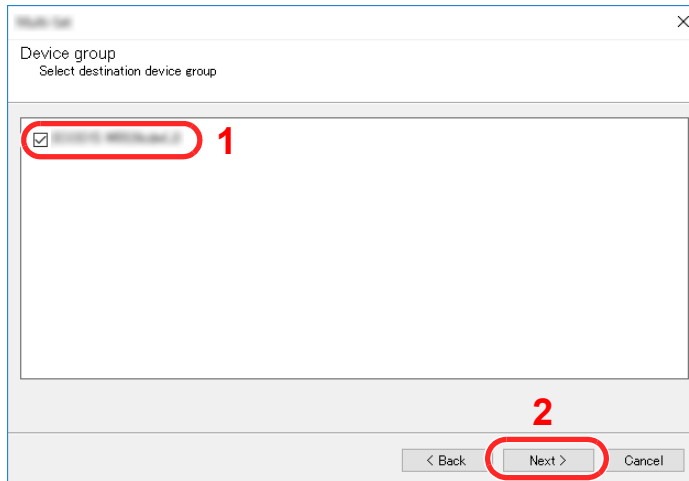 Device group
Select destination device group
1
2
< Back
Next >
Cancel